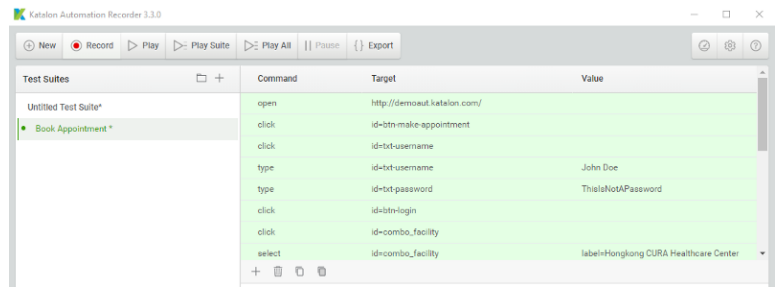 Katalon Automation Recorder 3.3.0
New Record Play Play Suite Play All Pause {} Export
Test Suites
Command Target Value
Untitled Test Suite*
Book Appointment *
open http://demoaut.katalon.com/
click id=btn-make-appointment
click id=txt-username
type id=txt-username John Doe
type id=txt-password ThisIsNotAPassword
click id=btn-login
click id=combo_facility
select id=combo_facility label=Hongkong CURA Healthcare Center